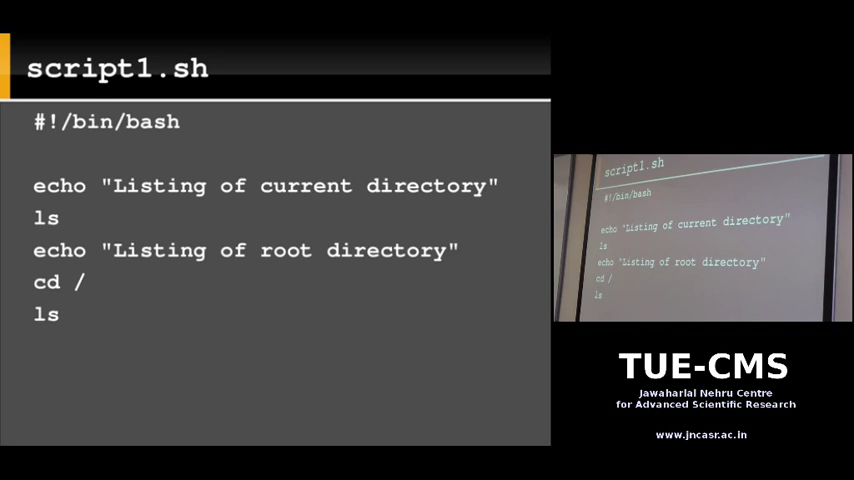 script1.sh
#!/bin/bash
echo "Listing of current directory"
ls
echo "Listing of root directory"
cd /
ls
script1.sh
#!/bin/bash
echo "Listing of current directory"
ls
echo "Listing of root directory"
cd /
ls
TUE-CMS
Jawaharlal Nehru Centre
for Advanced Scientific Research
www.jncasr.ac.in